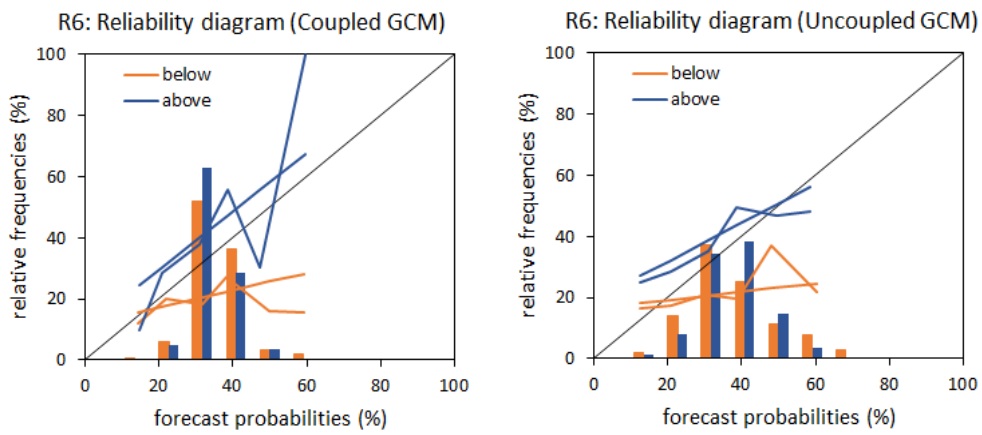 R6: Reliability diagram (Coupled GCM)
100
80
60
40
20
0
relative frequencies (%)
below
above
0 20 40 60 80 100
forecast probabilities (%)
R6: Reliability diagram (Uncoupled GCM)
100
80
60
40
20
0
relative frequencies (%)
below
above
0 20 40 60 80 100
forecast probabilities (%)